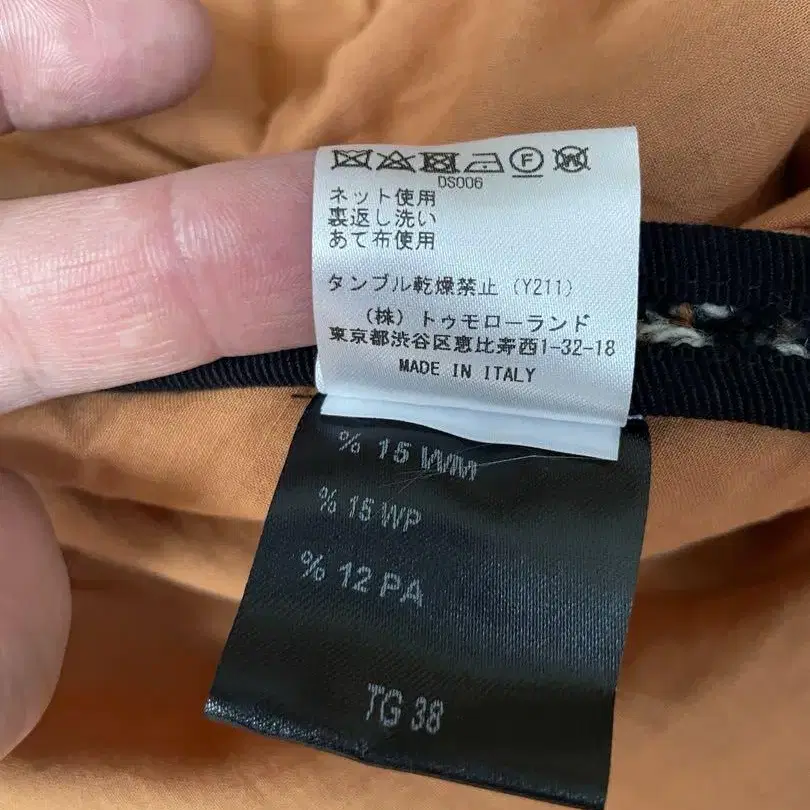 F W
DS006
ネット使用
裏返し洗い
あて布使用
タンブル乾燥禁止 (Y211)
(株) トゥモローランド
東京都渋谷区恵比寿西1-32-18
MADE IN ITALY
% 15 WM
% 15 WP
% 12 PA
TG 38